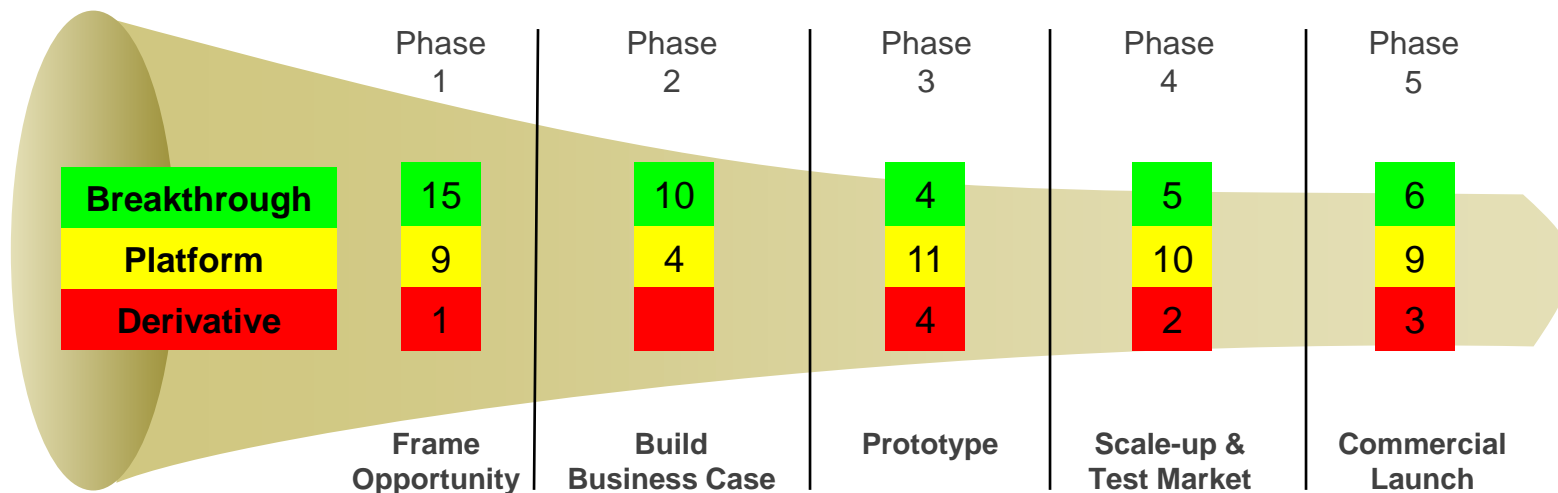 Phase Phase Phase Phase Phase
1 2 3 4 5
Breakthrough 15 10 4 5 6
Platform 9 4 11 10 9
Derivative 1 4 2 3
Frame Build Prototype Scale-up & Commercial
Opportunity Business Case Test Market Launch